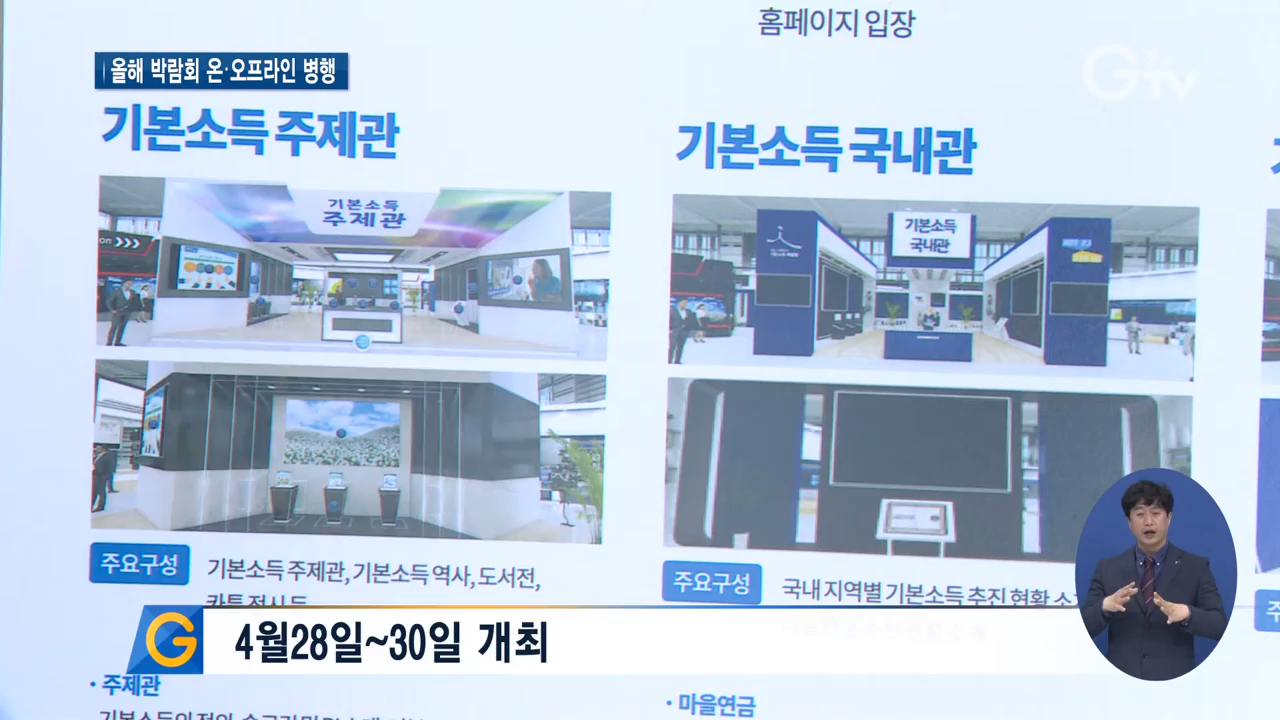 홈페이지 입장
올해 박람회 온·오프라인 병행
GTV
기본소득 주제관
기본소득 국내관
기본소득
주제관
기본소득
국내관
주요구성
기본소득 주제관, 기본소득 역사, 도서전,
주요구성
국내 지역별 기본소득 추진 현황
G
4월28일~30일 개최
· 주제관
· 마을연금